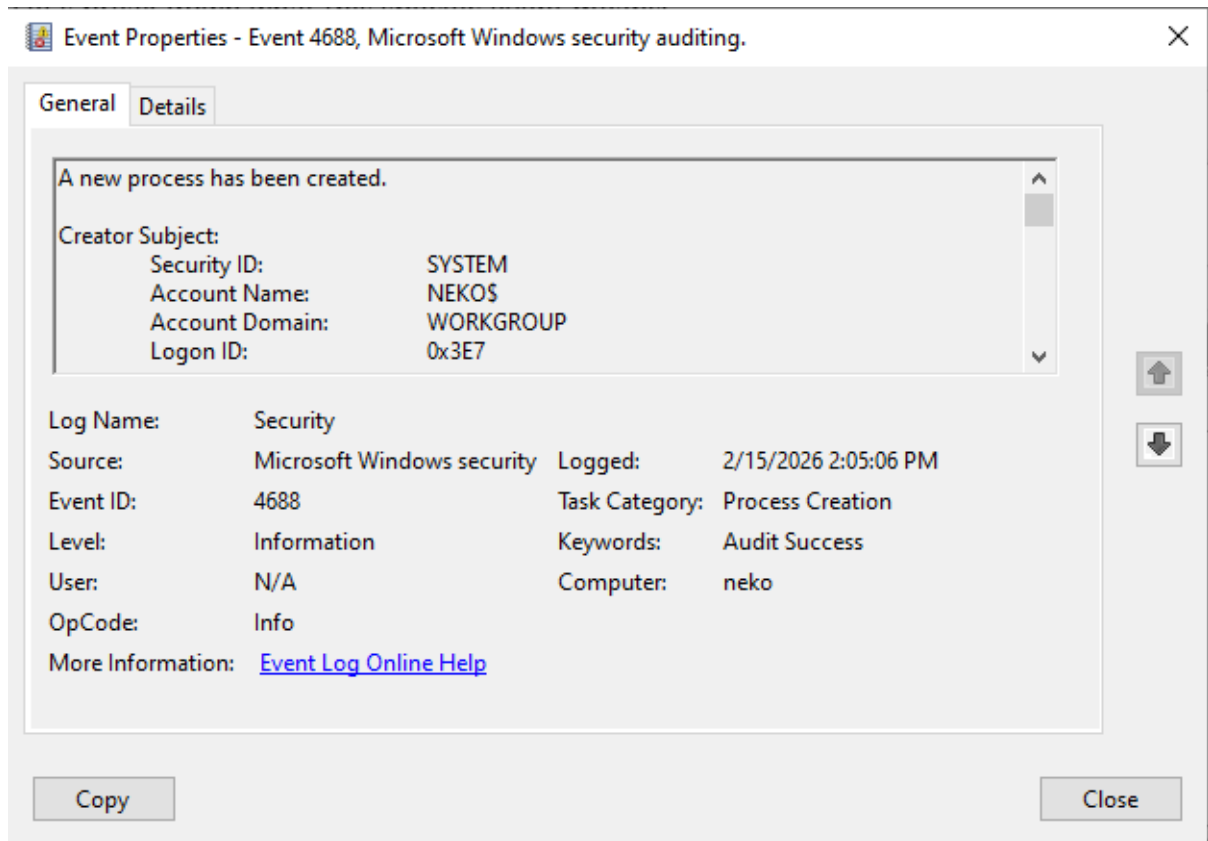 Event Properties - Event 4688, Microsoft Windows security auditing.
General Details
A new process has been created.
Creator Subject:
Security ID: SYSTEM
Account Name: NEKO$
Account Domain: WORKGROUP
Logon ID: 0x3E7
Log Name: Security
Source: Microsoft Windows security Logged: 2/15/2026 2:05:06 PM
Event ID: 4688 Task Category: Process Creation
Level: Information Keywords: Audit Success
User: N/A Computer: neko
OpCode: Info
More Information: Event Log Online Help
Copy Close